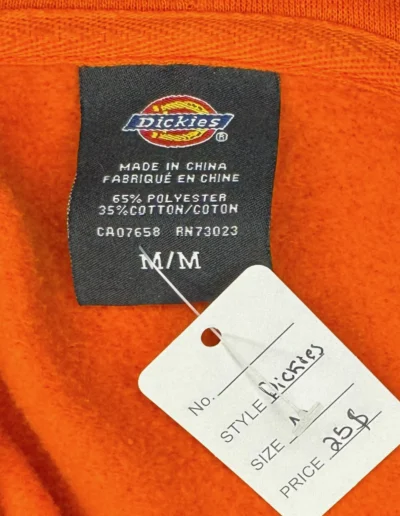 Dickies®
MADE IN CHINA
FABRIQUÉ EN CHINE
65% POLYESTER
35%COTTON/COTON
CA07658 RN73023
M/M
No.
STYLE Dickies
SIZE
PRICE 25$